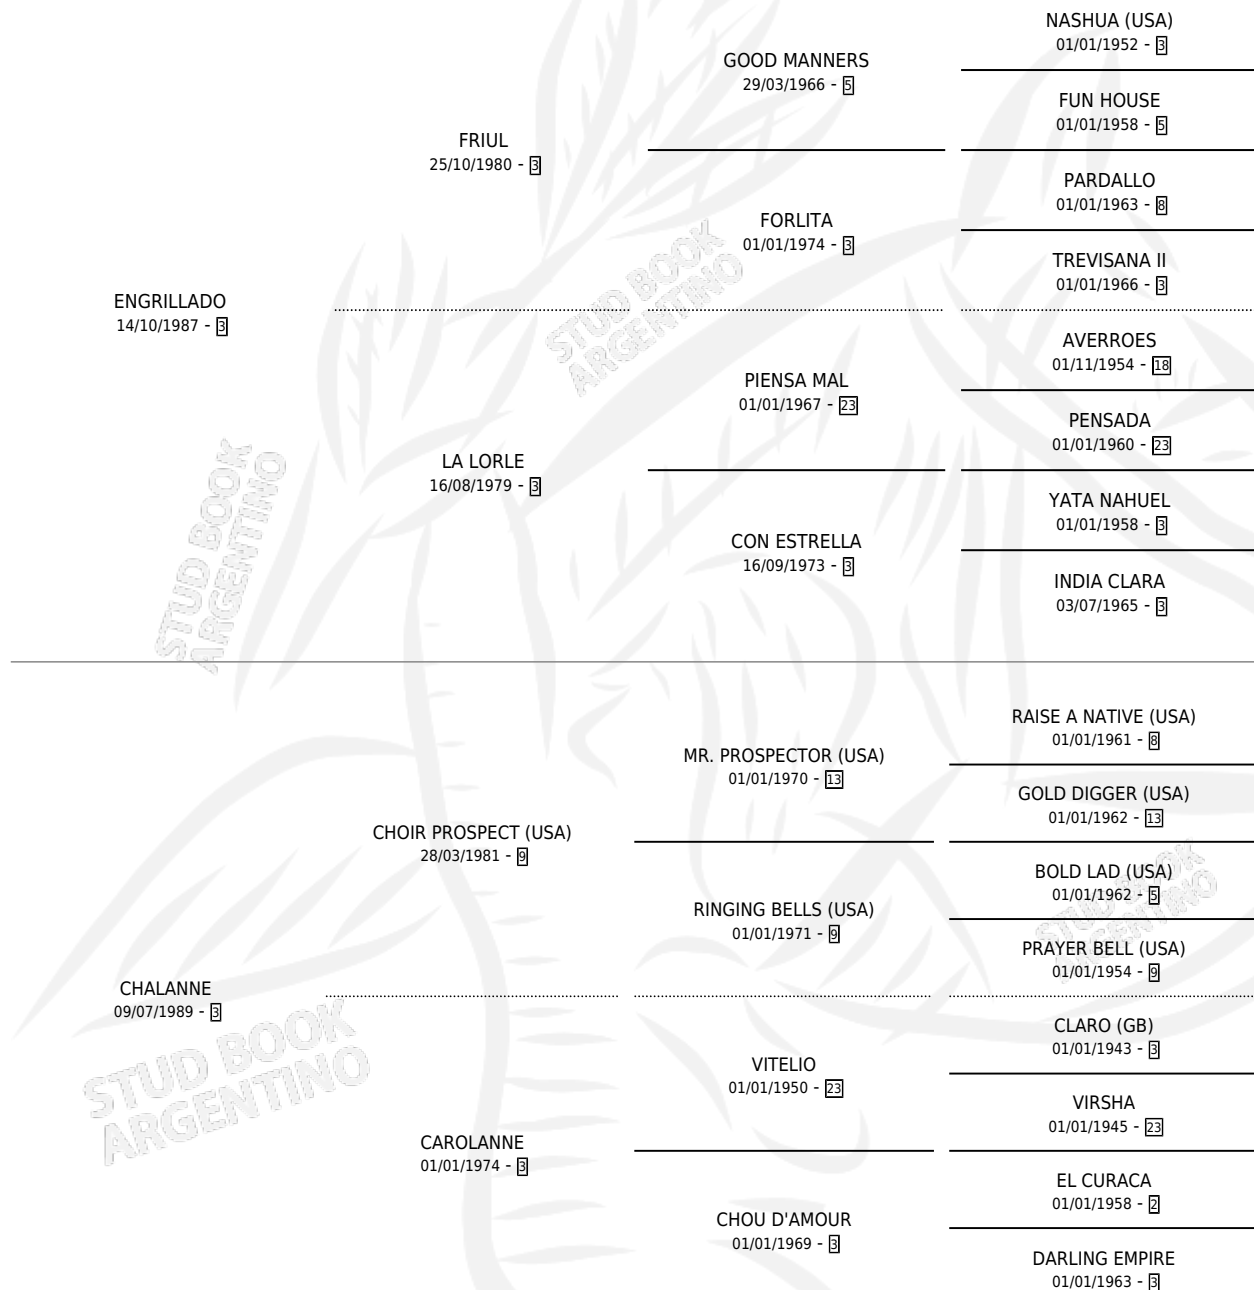 NASHUA (USA)
01/01/1952 - 3
GOOD MANNERS
29/03/1966 - 5
FUN HOUSE
01/01/1958 - 5
FRIUL
25/10/1980 - 3
PARDALLO
01/01/1963 - 8
FORLITA
01/01/1974 - 3
TREVISANA II
01/01/1966 - 3
ENGRILLADO
14/10/1987 - 3
STUD BOOK
ARGENTINO
AVERROES
01/11/1954 - 18
PIENSA MAL
01/01/1967 - 23
PENSADA
01/01/1960 - 23
LA LORLE
16/08/1979 - 3
YATA NAHUEL
01/01/1958 - 3
CON ESTRELLA
16/09/1973 - 3
INDIA CLARA
03/07/1965 - 3
STUD BOOK
ARGENTINO
RAISE A NATIVE (USA)
01/01/1961 - 8
MR. PROSPECTOR (USA)
01/01/1970 - 13
GOLD DIGGER (USA)
01/01/1962 - 13
CHOIR PROSPECT (USA)
28/03/1981 - 9
BOLD LAD (USA)
01/01/1962 - 5
RINGING BELLS (USA)
01/01/1971 - 9
PRAYER BELL (USA)
01/01/1954 - 9
STUD BOOK
ARGENTINO
CHALANNE
09/07/1989 - 3
CLARO (GB)
01/01/1943 - 3
VITELIO
01/01/1950 - 23
VIRSHA
01/01/1945 - 23
STUD BOOK
ARGENTINO
CAROLANNE
01/01/1974 - 3
EL CURACA
01/01/1958 - 2
CHOU D'AMOUR
01/01/1969 - 3
DARLING EMPIRE
01/01/1963 - 3